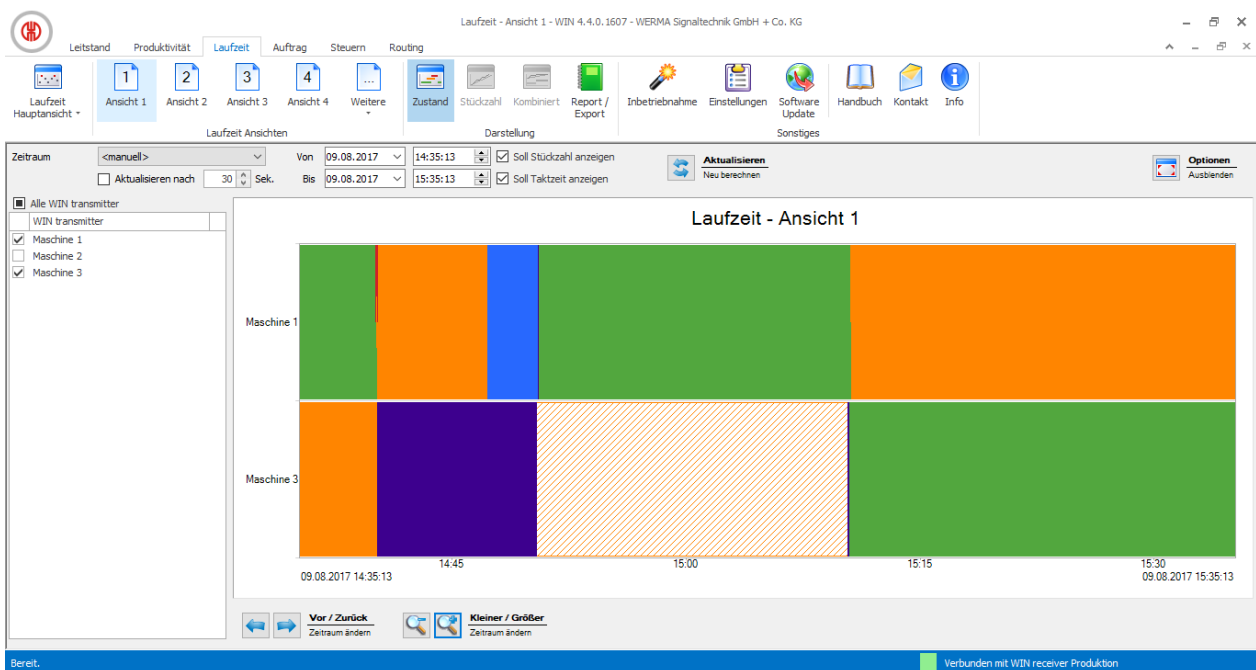 Laufzeit - Ansicht 1 - WIN 4.4.0.1607 - WERMA Signaltechnik GmbH + Co. KG
Leitstand Produktivität Laufzeit Auftrag Steuern Routing
1 2 3 4 ...
Laufzeit Hauptansicht Ansicht 1 Ansicht 2 Ansicht 3 Ansicht 4 Weitere Zustand Stückzahl Kombiniert Report / Export Inbetriebnahme Einstellungen Software Update Handbuch Kontakt Info
Laufzeit Ansichten Darstellung Sonstiges
Zeitraum <manuell> Von 09.08.2017 14:35:13 Soll Stückzahl anzeigen
Aktualisieren nach 30 Sek. Bis 09.08.2017 15:35:13 Soll Taktzeit anzeigen
Aktualisieren
Neu berechnen
Optionen
Ausblenden
Alle WIN transmitter
WIN transmitter
Maschine 1
Maschine 2
Maschine 3
Laufzeit - Ansicht 1
Maschine 1
Maschine 3
14:45 15:00 15:15 15:30
09.08.2017 14:35:13 09.08.2017 15:35:13
Vor / Zurück
Zeitraum ändern
Kleiner / Größer
Zeitraum ändern
Bereit. Verbunden mit WIN receiver Produktion